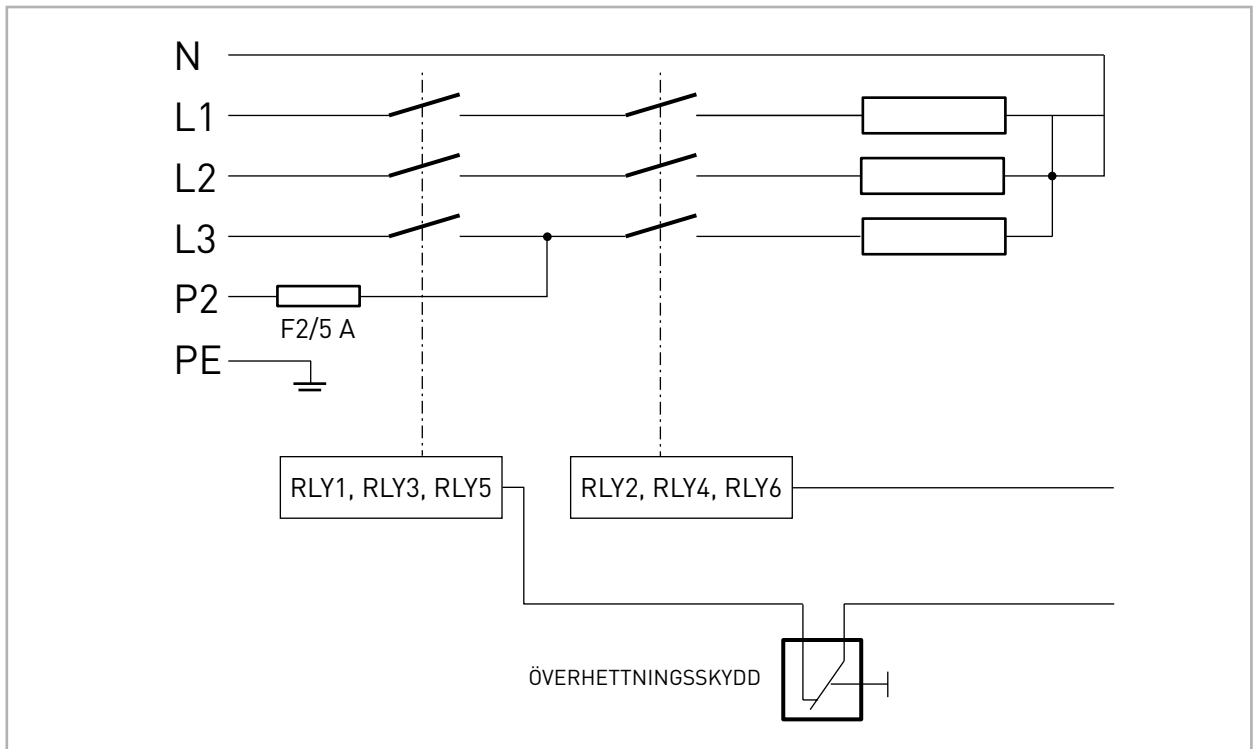 N
L1
L2
L3
P2
F2/5 A
PE
RLY1, RLY3, RLY5
RLY2, RLY4, RLY6
ÖVERHETTNINGSSKYDD